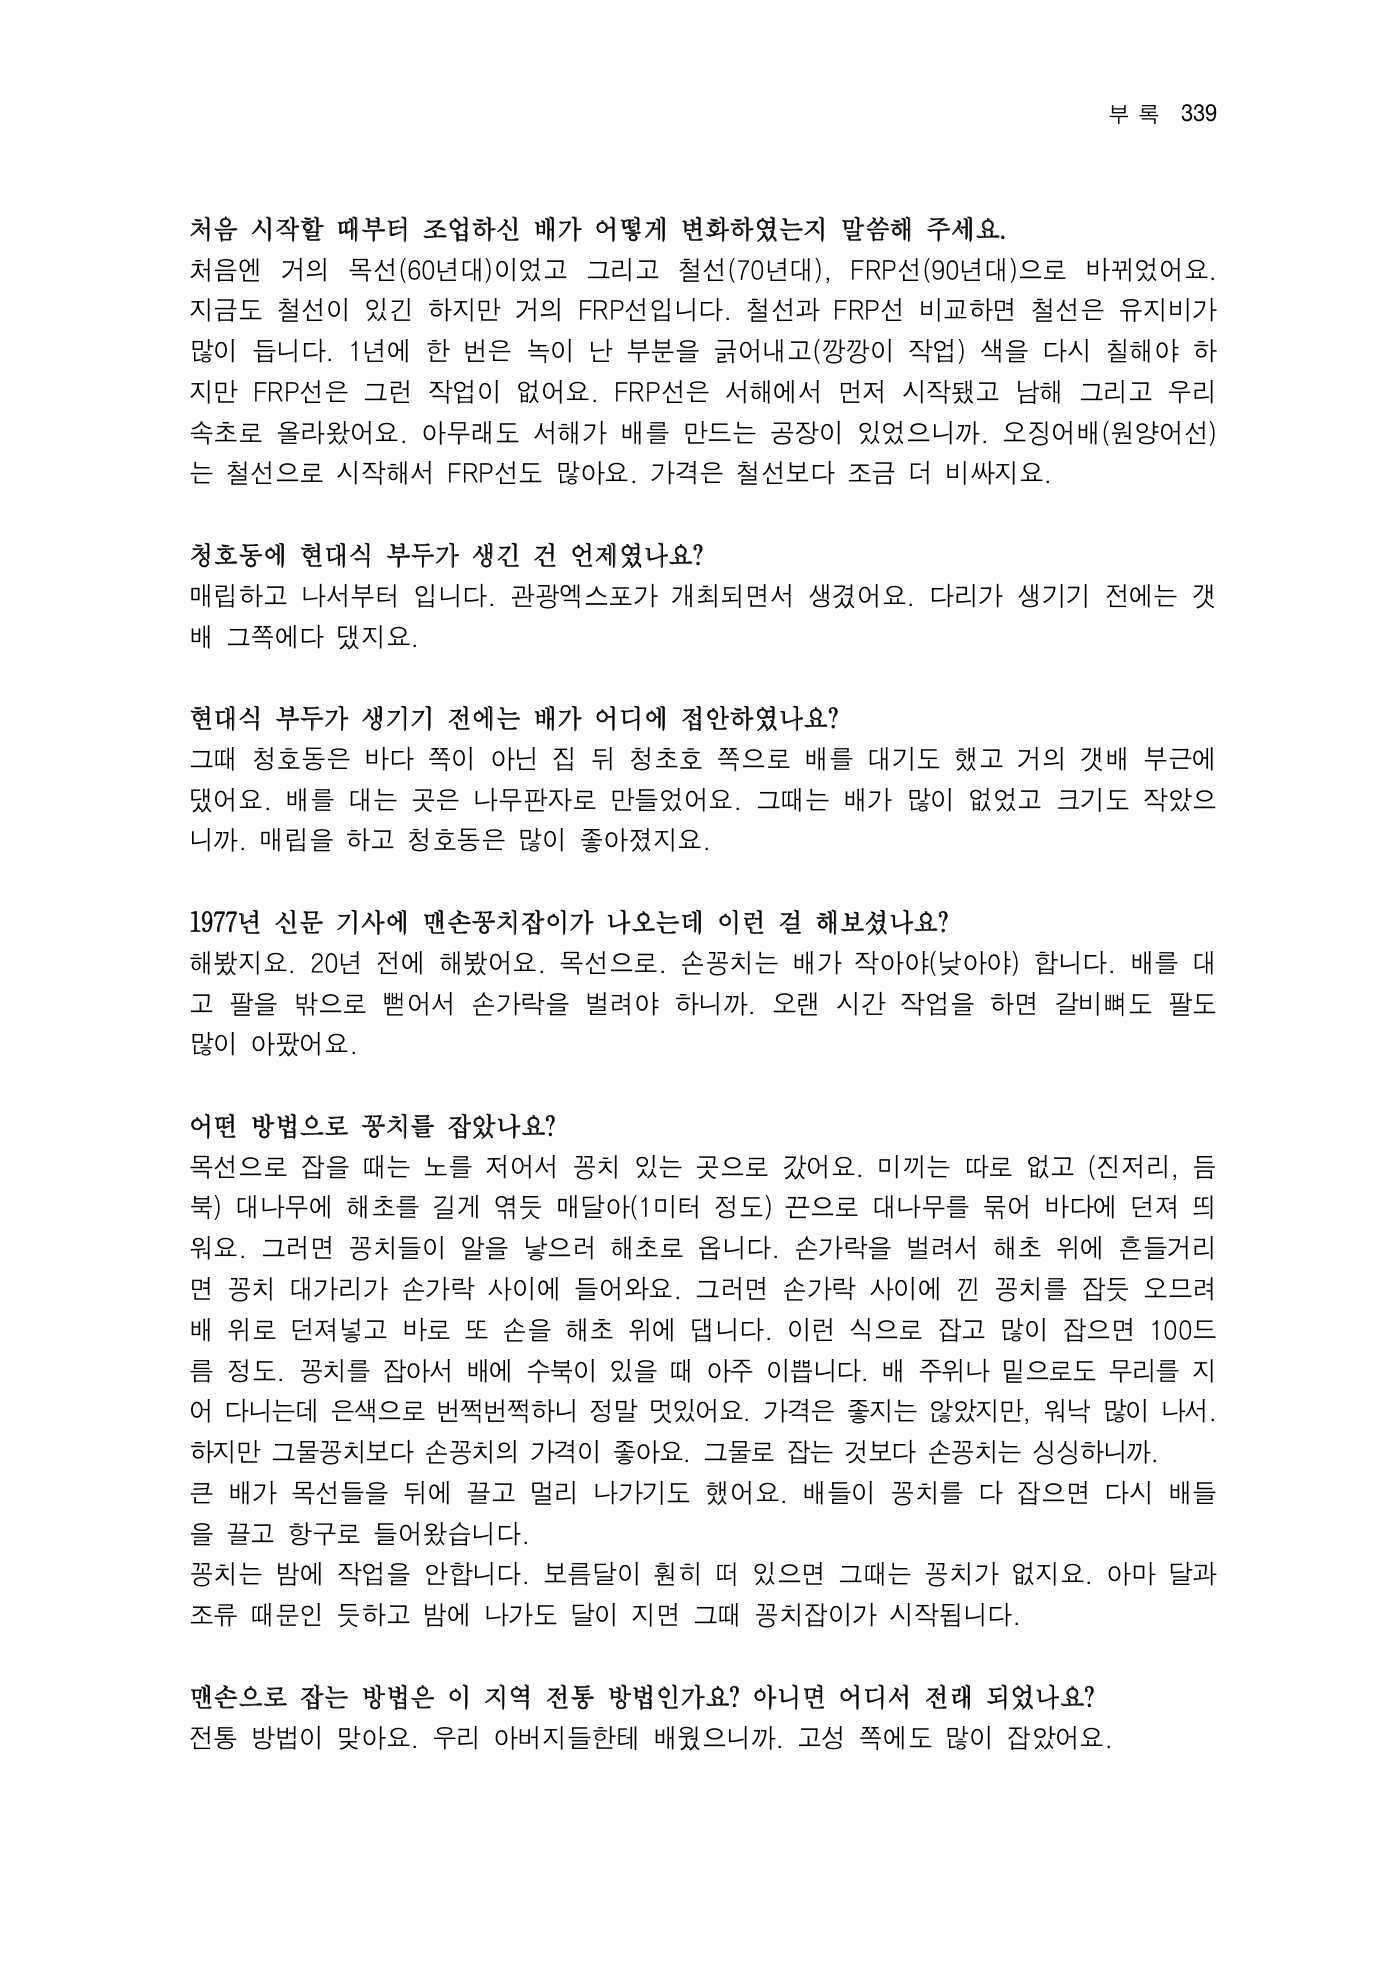 부 록 339
처음 시작할 때부터 조업하신 배가 어떻게 변화하였는지 말씀해 주세요.
처음엔 거의 목선(60년대)이었고 그리고 철선(70년대), FRP선(90년대)으로 바뀌었어요.
지금도 철선이 있긴 하지만 거의 FRP선입니다. 철선과 FRP선 비교하면 철선은 유지비가
많이 듭니다. 1년에 한 번은 녹이 난 부분을 긁어내고(깡깡이 작업) 색을 다시 칠해야 하
지만 FRP선은 그런 작업이 없어요. FRP선은 서해에서 먼저 시작됐고 남해 그리고 우리
속초로 올라왔어요. 아무래도 서해가 배를 만드는 공장이 있었으니까. 오징어배(원양어선)
는 철선으로 시작해서 FRP선도 많아요. 가격은 철선보다 조금 더 비싸지요.
청호동에 현대식 부두가 생긴 건 언제였나요?
매립하고 나서부터 입니다. 관광엑스포가 개최되면서 생겼어요. 다리가 생기기 전에는 갯
배 그쪽에다 댔지요.
현대식 부두가 생기기 전에는 배가 어디에 접안하였나요?
그때 청호동은 바다 쪽이 아닌 집 뒤 청초호 쪽으로 배를 대기도 했고 거의 갯배 부근에
댔어요. 배를 대는 곳은 나무판자로 만들었어요. 그때는 배가 많이 없었고 크기도 작았으
니까. 매립을 하고 청호동은 많이 좋아졌지요.
1977년 신문 기사에 맨손꽁치잡이가 나오는데 이런 걸 해보셨나요?
해봤지요. 20년 전에 해봤어요. 목선으로. 손꽁치는 배가 작아야(낮아야) 합니다. 배를 대
고 팔을 밖으로 뻗어서 손가락을 벌려야 하니까. 오랜 시간 작업을 하면 갈비뼈도 팔도
많이 아팠어요.
어떤 방법으로 꽁치를 잡았나요?
목선으로 잡을 때는 노를 저어서 꽁치 있는 곳으로 갔어요. 미끼는 따로 없고 (진저리, 듬
북) 대나무에 해초를 길게 엮듯 매달아(1미터 정도) 끈으로 대나무를 묶어 바다에 던져 띄
워요. 그러면 꽁치들이 알을 낳으러 해초로 옵니다. 손가락을 벌려서 해초 위에 흔들거리
면 꽁치 대가리가 손가락 사이에 들어와요. 그러면 손가락 사이에 낀 꽁치를 잡듯 오므려
배 위로 던져넣고 바로 또 손을 해초 위에 댑니다. 이런 식으로 잡고 많이 잡으면 100드
름 정도. 꽁치를 잡아서 배에 수북이 있을 때 아주 이쁩니다. 배 주위나 밑으로도 무리를 지
어 다니는데 은색으로 번쩍번쩍하니 정말 멋있어요. 가격은 좋지는 않았지만, 워낙 많이 나서.
하지만 그물꽁치보다 손꽁치의 가격이 좋아요. 그물로 잡는 것보다 손꽁치는 싱싱하니까.
큰 배가 목선들을 뒤에 끌고 멀리 나가기도 했어요. 배들이 꽁치를 다 잡으면 다시 배들
을 끌고 항구로 들어왔습니다.
꽁치는 밤에 작업을 안합니다. 보름달이 훤히 떠 있으면 그때는 꽁치가 없지요. 아마 달과
조류 때문인 듯하고 밤에 나가도 달이 지면 그때 꽁치잡이가 시작됩니다.
맨손으로 잡는 방법은 이 지역 전통 방법인가요? 아니면 어디서 전래 되었나요?
전통 방법이 맞아요. 우리 아버지들한테 배웠으니까. 고성 쪽에도 많이 잡았어요.